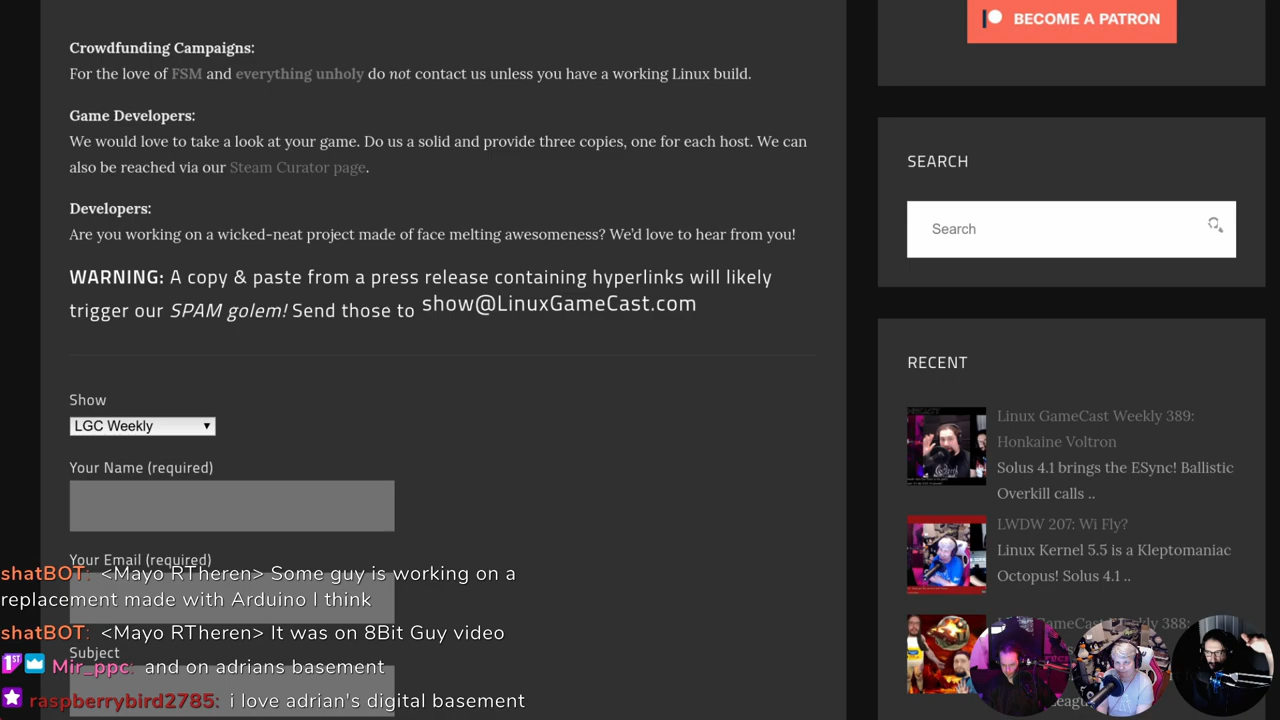 BECOME A PATRON
Crowdfunding Campaigns:
For the love of FSM and everything unholy do not contact us unless you have a working Linux build.
Game Developers:
We would love to take a look at your game. Do us a solid and provide three copies, one for each host. We can
also be reached via our Steam Curator page.
Developers:
Are you working on a wicked-neat project made of face melting awesomeness? We'd love to hear from you!
WARNING: A copy & paste from a press release containing hyperlinks will likely
trigger our SPAM golem! Send those to show@LinuxGameCast.com
Show
LGC Weekly
Your Name (required)
Your Email (required)
shatBOT: <Mayo RTheren> Some guy is working on a
replacement made with Arduino I think
shatBOT: <Mayo RTheren> It was on 8Bit Guy video
Subject
1ST Mir_ppc: and on adrians basement
raspberrybird2785: i love adrian's digital basement
SEARCH
Search
RECENT
Linux GameCast Weekly 389:
Honkaine Voltron
Solus 4.1 brings the ESync! Ballistic
Overkill calls ..
LWDW 207: Wi Fly?
Linux Kernel 5.5 is a Kleptomaniac
Octopus! Solus 4.1 ..
388: